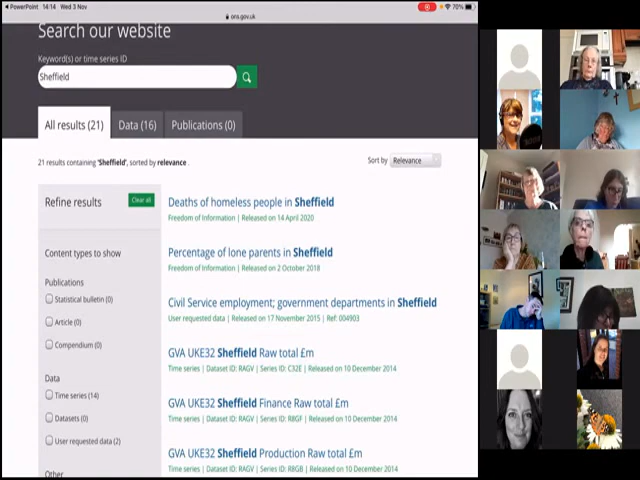 PowerPoint 14:14 Wed 3 Nov
70%
ons.gov.uk
Search our website
Keyword(s) or time series ID
Sheffield
All results (21)
Data (16)
Publications (0)
21 results containing 'Sheffield', sorted by relevance .
Sort by Relevance
Refine results
Clear all
Content types to show
Publications
Statistical bulletin (0)
Article (0)
Compendium (0)
Data
Time series (14)
Datasets (0)
User requested data (2)
Other
Deaths of homeless people in Sheffield
Freedom of Information | Released on 14 April 2020
Percentage of lone parents in Sheffield
Freedom of Information | Released on 2 October 2018
Civil Service employment; government departments in Sheffield
User requested data | Released on 17 November 2015 | Ref: 004903
GVA UKE32 Sheffield Raw total £m
Time series | Dataset ID: RAGV | Series ID: C32E | Released on 10 December 2014
GVA UKE32 Sheffield Finance Raw total £m
Time series | Dataset ID: RAGV | Series ID: R8GF | Released on 10 December 2014
GVA UKE32 Sheffield Production Raw total £m
Time series | Dataset ID: RAGV | Series ID: R8GB | Released on 10 December 2014